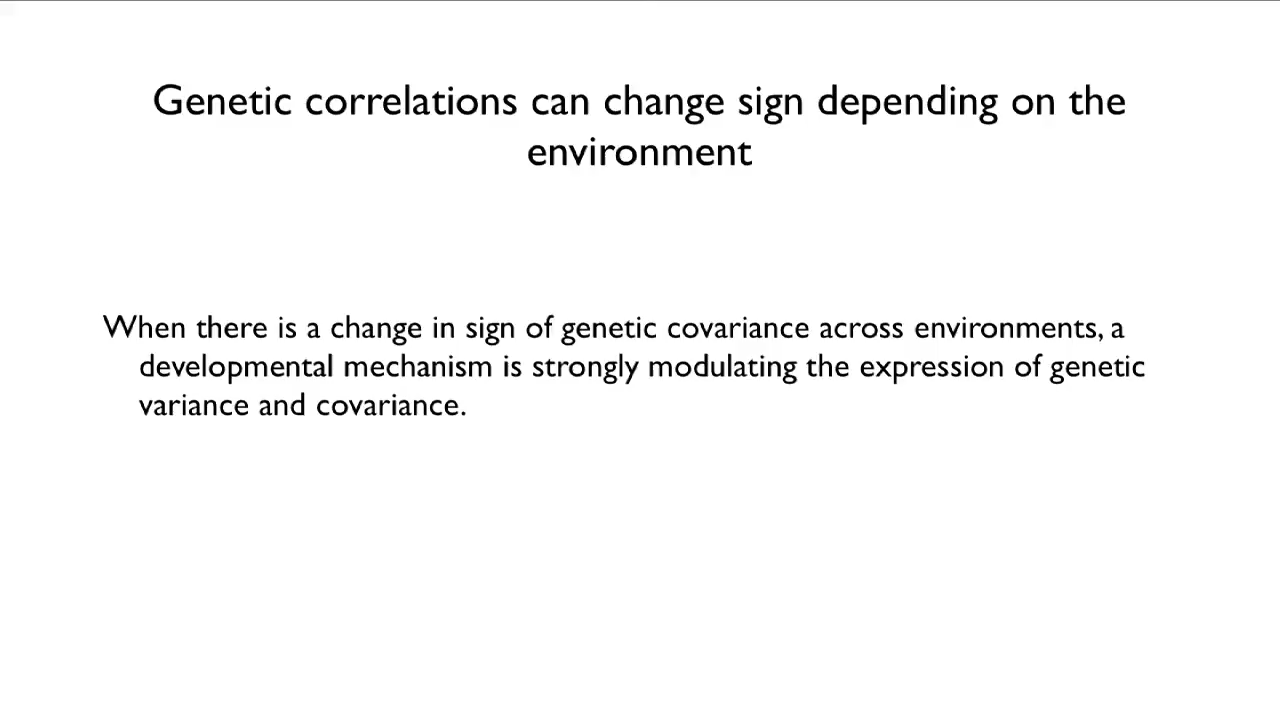 Genetic correlations can change sign depending on the
environment
When there is a change in sign of genetic covariance across environments, a
developmental mechanism is strongly modulating the expression of genetic
variance and covariance.